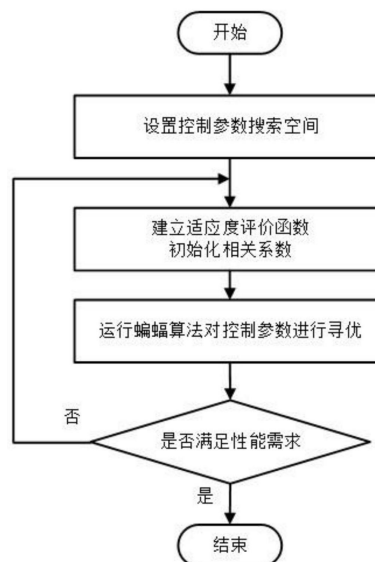 开始
设置控制参数搜索空间
建立适应度评价函数
初始化相关系数
运行蝙蝠算法对控制参数进行寻优
否
是否满足性能需求
是
结束